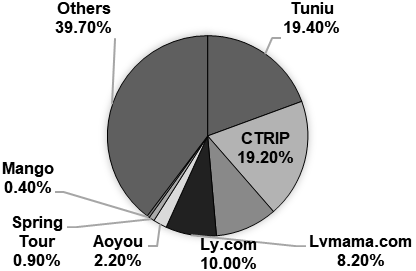 Others
39.70%
Tuniu
19.40%
CTRIP
19.20%
Mango
0.40%
Spring
Tour
0.90%
Aoyou
2.20%
Ly.com
10.00%
Lvmama.com
8.20%